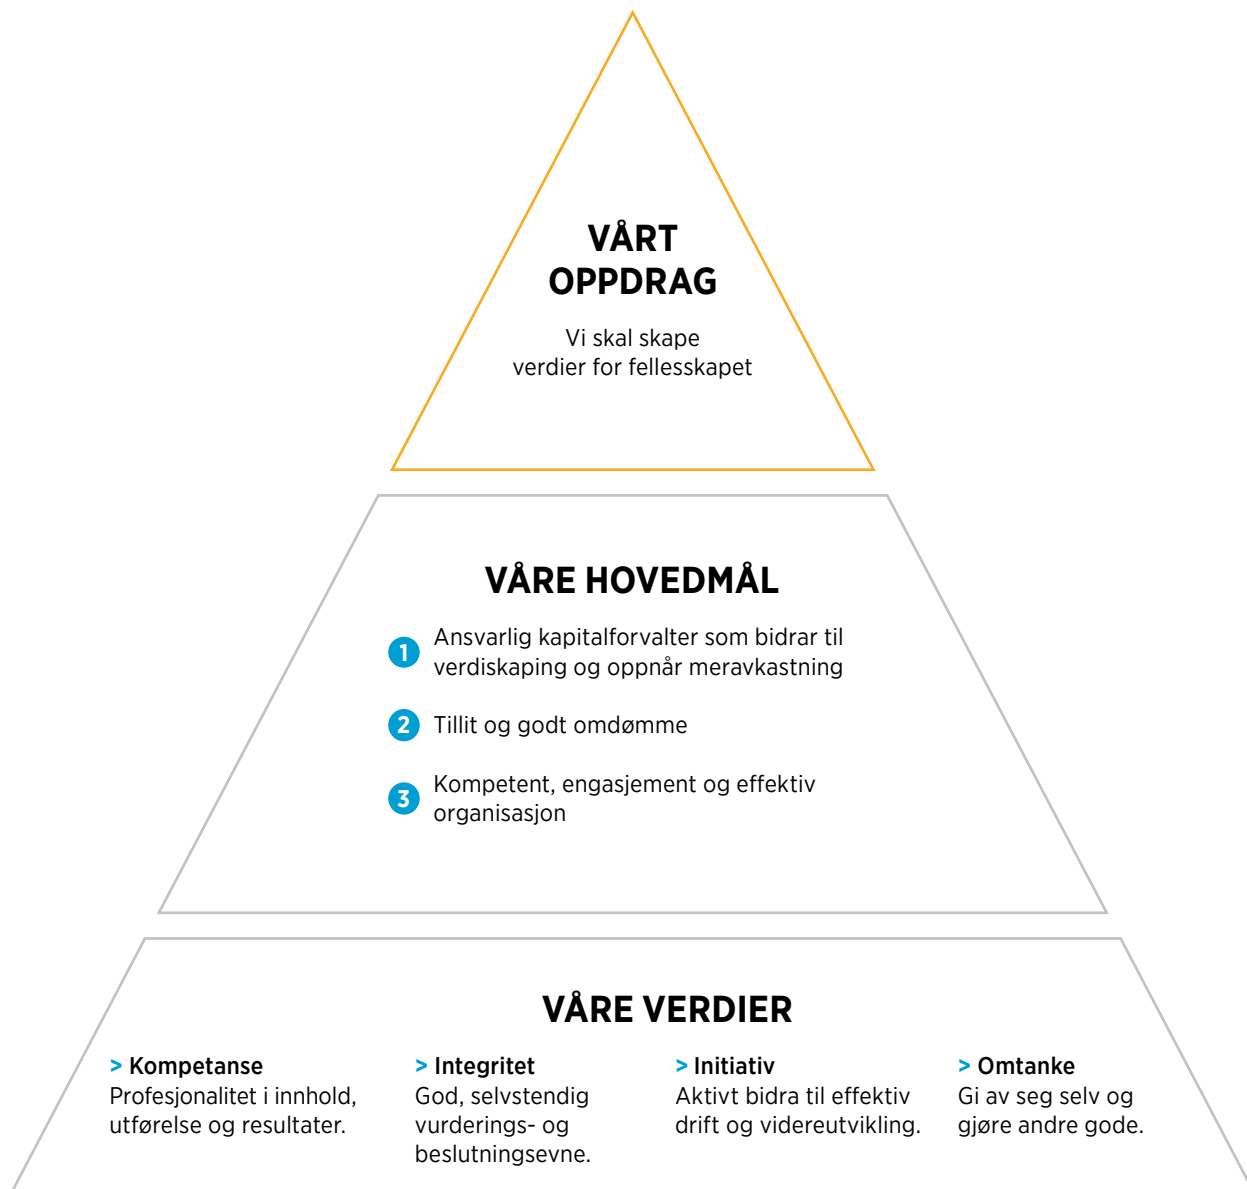 VÅRT
OPPDRAG
Vi skal skape
verdier for fellesskapet
VÅRE HOVEDMÅL
1 Ansvarlig kapitalforvalter som bidrar til
verdiskaping og oppnår meravkastning
2 Tillit og godt omdømme
3 Kompetent, engasjement og effektiv
organisasjon
VÅRE VERDIER
> Kompetanse
Profesjonalitet i innhold,
utførelse og resultater.
> Integritet
God, selvstendig
vurderings- og
beslutningsevne.
> Initiativ
Aktivt bidra til effektiv
drift og videreutvikling.
> Omtanke
Gi av seg selv og
gjøre andre gode.